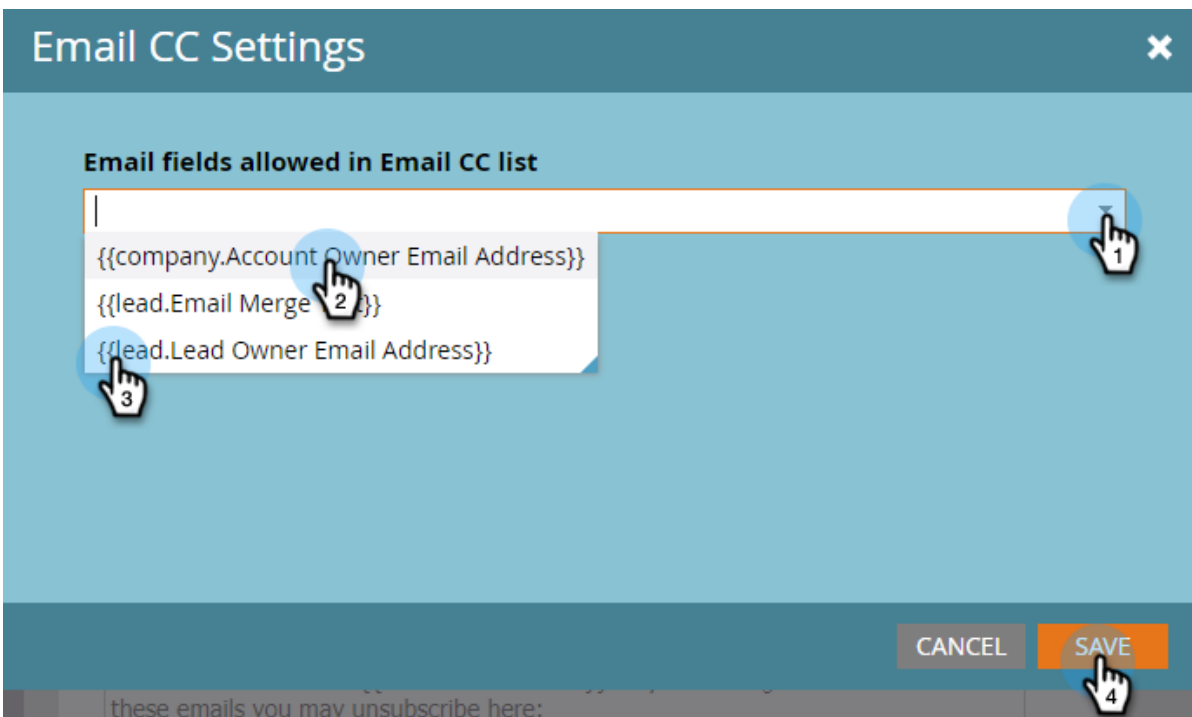 Email CC Settings
Email fields allowed in Email CC list
1
{{company.Account Owner Email Address}}
2
{{lead.Email Merge }}
{{lead.Lead Owner Email Address}}
3
CANCEL SAVE
4
these emails you may unsubscribe here: